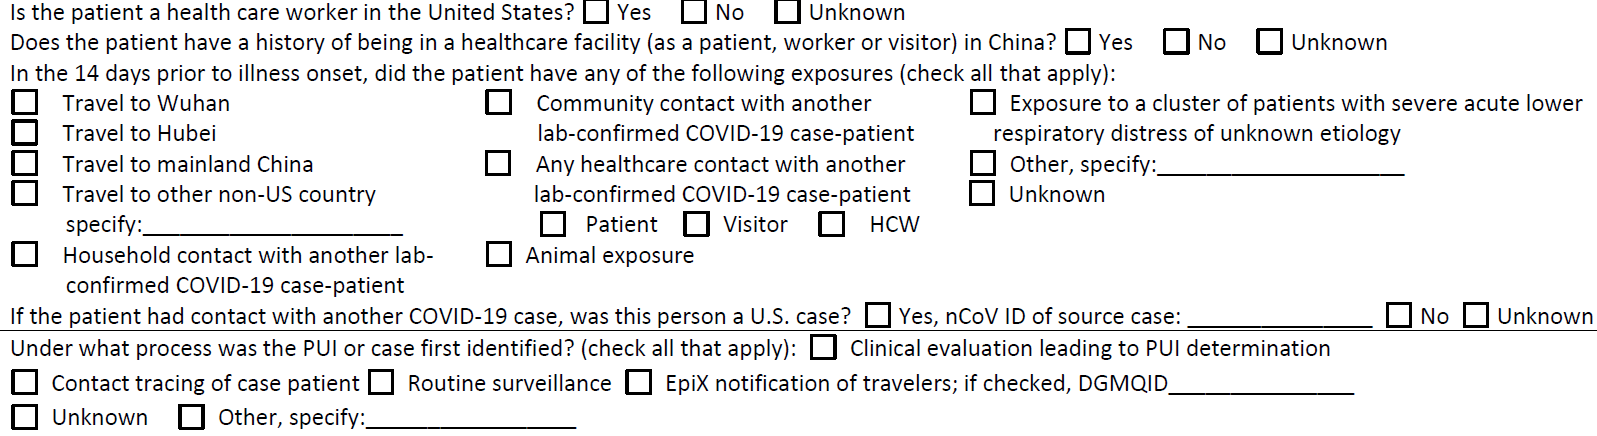 Is the patient a health care worker in the United States? ☐ Yes ☐ No ☐ Unknown
Does the patient have a history of being in a healthcare facility (as a patient, worker or visitor) in China? ☐ Yes ☐ No ☐ Unknown
In the 14 days prior to illness onset, did the patient have any of the following exposures (check all that apply):
☐ Travel to Wuhan ☐ Community contact with another ☐ Exposure to a cluster of patients with severe acute lower
☐ Travel to Hubei lab-confirmed COVID-19 case-patient respiratory distress of unknown etiology
☐ Travel to mainland China ☐ Any healthcare contact with another ☐ Other, specify:____________________
☐ Travel to other non-US country lab-confirmed COVID-19 case-patient ☐ Unknown
specify:_____________________ ☐ Patient ☐ Visitor ☐ HCW
☐ Household contact with another lab- ☐ Animal exposure
confirmed COVID-19 case-patient
If the patient had contact with another COVID-19 case, was this person a U.S. case? ☐ Yes, nCoV ID of source case: _______________ ☐ No ☐ Unknown
Under what process was the PUI or case first identified? (check all that apply): ☐ Clinical evaluation leading to PUI determination
☐ Contact tracing of case patient ☐ Routine surveillance ☐ EpiX notification of travelers; if checked, DGMQID_______________
☐ Unknown ☐ Other, specify:_________________